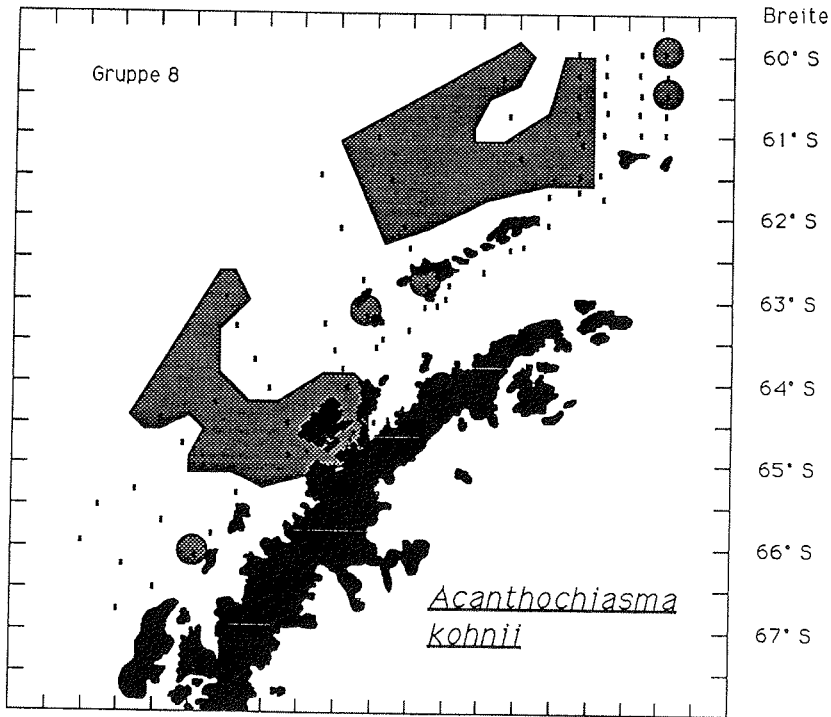 Breite
Gruppe 8
60° S
61° S
62° S
63° S
64° S
65° S
66° S
67° S
Acanthochiasma
kohnii